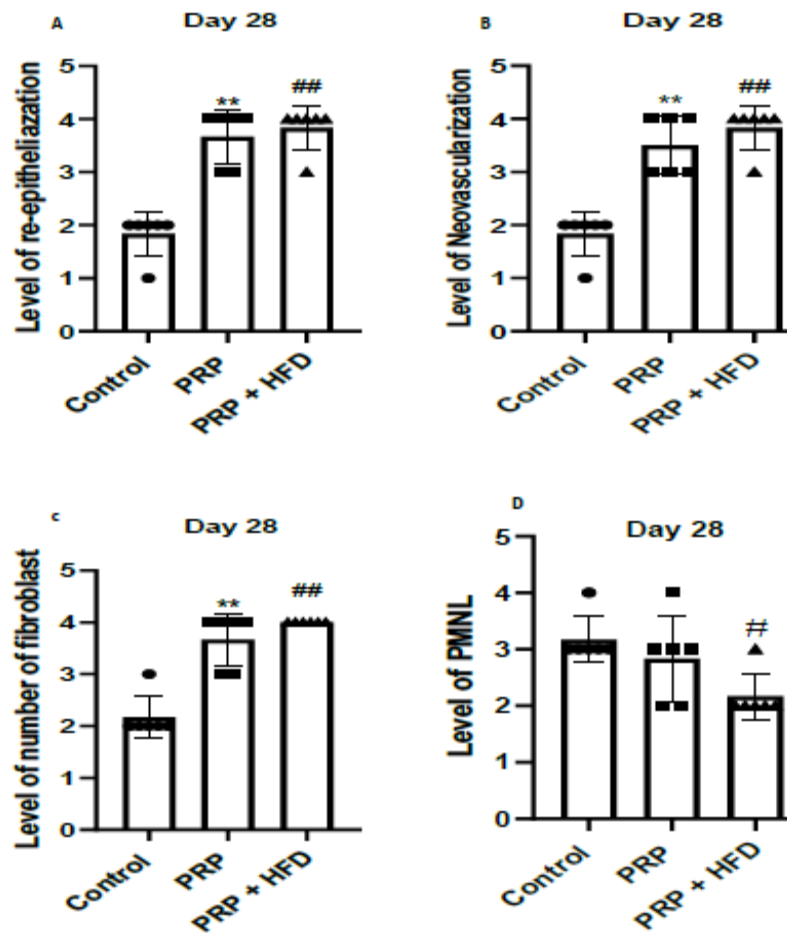 A
Day 28
Level of re-epitheliazation
5
4
3
2
1
0
**
##
Control
PRP
PRP + HFD
B
Day 28
Level of Neovascularization
5
4
3
2
1
0
**
##
Control
PRP
PRP + HFD
c
Day 28
Level of number of fibroblast
5
4
3
2
1
0
**
##
Control
PRP
PRP + HFD
D
Day 28
Level of PMNL
5
4
3
2
1
0
#
Control
PRP
PRP + HFD